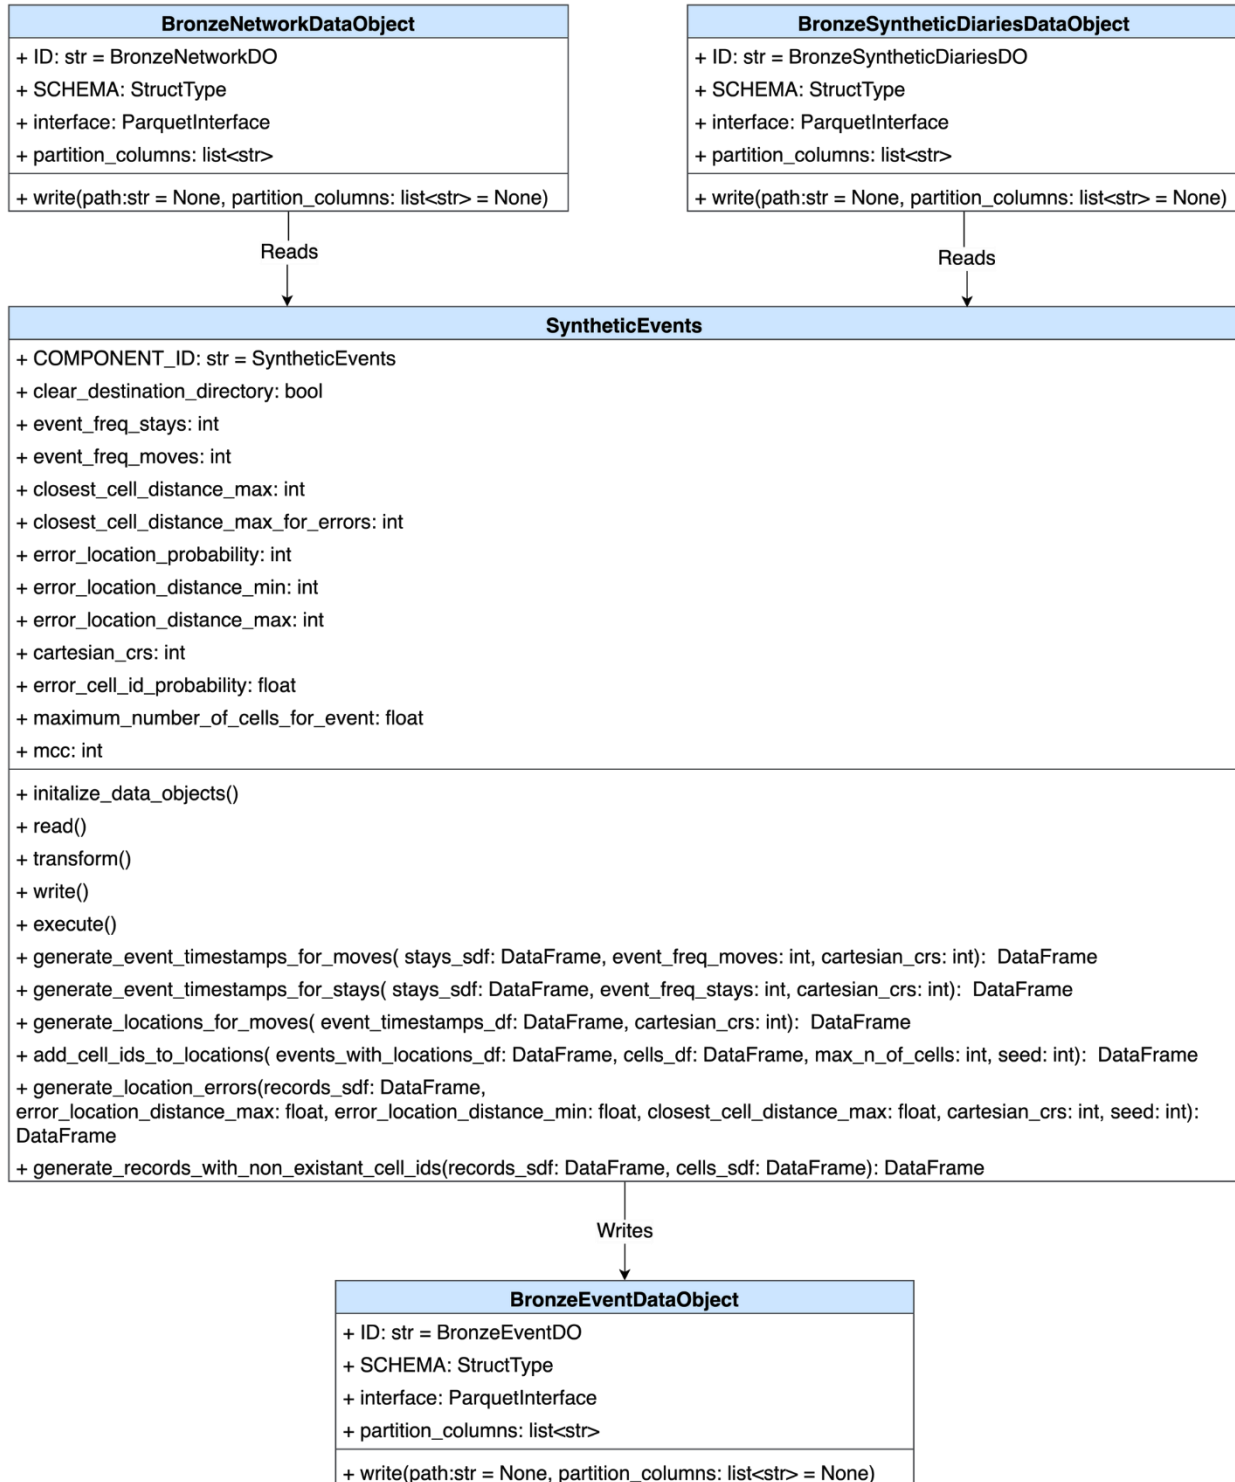 BronzeNetworkDataObject
+ ID: str = BronzeNetworkDO
+ SCHEMA: StructType
+ interface: ParquetInterface
+ partition_columns: list<str>
+ write(path:str = None, partition_columns: list<str> = None)
BronzeSyntheticDiariesDataObject
+ ID: str = BronzeSyntheticDiariesDO
+ SCHEMA: StructType
+ interface: ParquetInterface
+ partition_columns: list<str>
+ write(path:str = None, partition_columns: list<str> = None)
Reads
Reads
SyntheticEvents
+ COMPONENT_ID: str = SyntheticEvents
+ clear_destination_directory: bool
+ event_freq_stays: int
+ event_freq_moves: int
+ closest_cell_distance_max: int
+ closest_cell_distance_max_for_errors: int
+ error_location_probability: int
+ error_location_distance_min: int
+ error_location_distance_max: int
+ cartesian_crs: int
+ error_cell_id_probability: float
+ maximum_number_of_cells_for_event: float
+ mcc: int
+ initalize_data_objects()
+ read()
+ transform()
+ write()
+ execute()
+ generate_event_timestamps_for_moves( stays_sdf: DataFrame, event_freq_moves: int, cartesian_crs: int): DataFrame
+ generate_event_timestamps_for_stays( stays_sdf: DataFrame, event_freq_stays: int, cartesian_crs: int): DataFrame
+ generate_locations_for_moves( event_timestamps_df: DataFrame, cartesian_crs: int): DataFrame
+ add_cell_ids_to_locations( events_with_locations_df: DataFrame, cells_df: DataFrame, max_n_of_cells: int, seed: int): DataFrame
+ generate_location_errors(records_sdf: DataFrame,
error_location_distance_max: float, error_location_distance_min: float, closest_cell_distance_max: float, cartesian_crs: int, seed: int):
DataFrame
+ generate_records_with_non_existant_cell_ids(records_sdf: DataFrame, cells_sdf: DataFrame): DataFrame
Writes
BronzeEventDataObject
+ ID: str = BronzeEventDO
+ SCHEMA: StructType
+ interface: ParquetInterface
+ partition_columns: list<str>
+ write(path:str = None, partition_columns: list<str> = None)